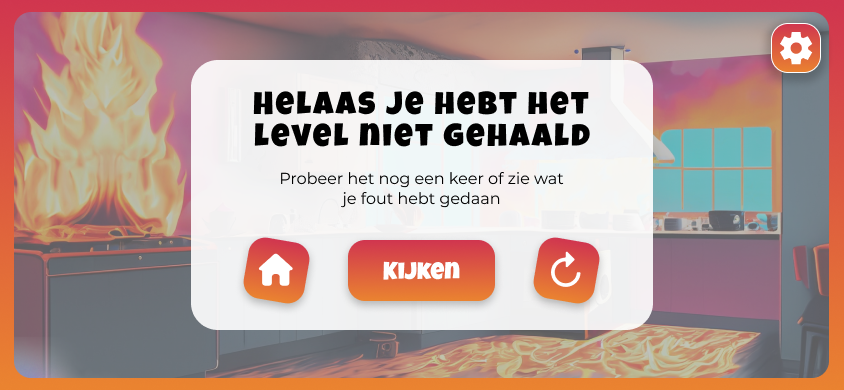 Helaas je hebt het
level niet gehaald
Probeer het nog een keer of zie wat
je fout hebt gedaan
Kijken